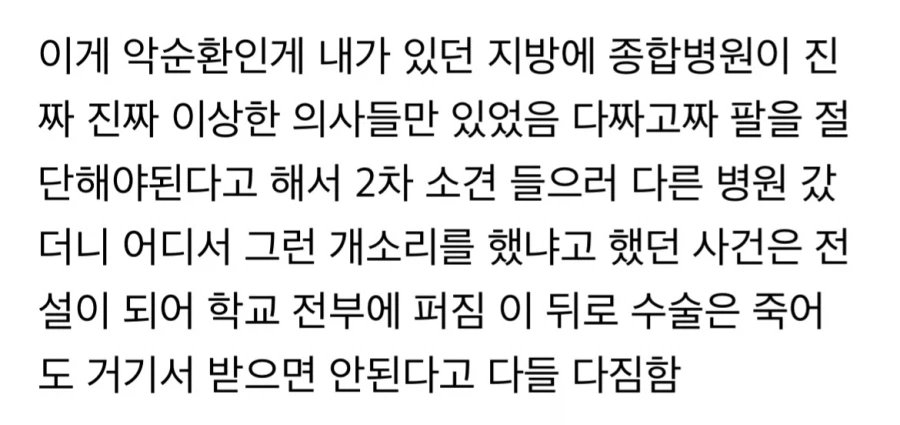 이게 악순환인게 내가 있던 지방에 종합병원이 진
짜 진짜 이상한 의사들만 있었음 다짜고짜 팔을 절
단해야된다고 해서 2차 소견 들으러 다른 병원 갔
더니 어디서 그런 개소리를 했냐고 했던 사건은 전
설이 되어 학교 전부에 퍼짐 이 뒤로 수술은 죽어
도 거기서 받으면 안된다고 다들 다짐함